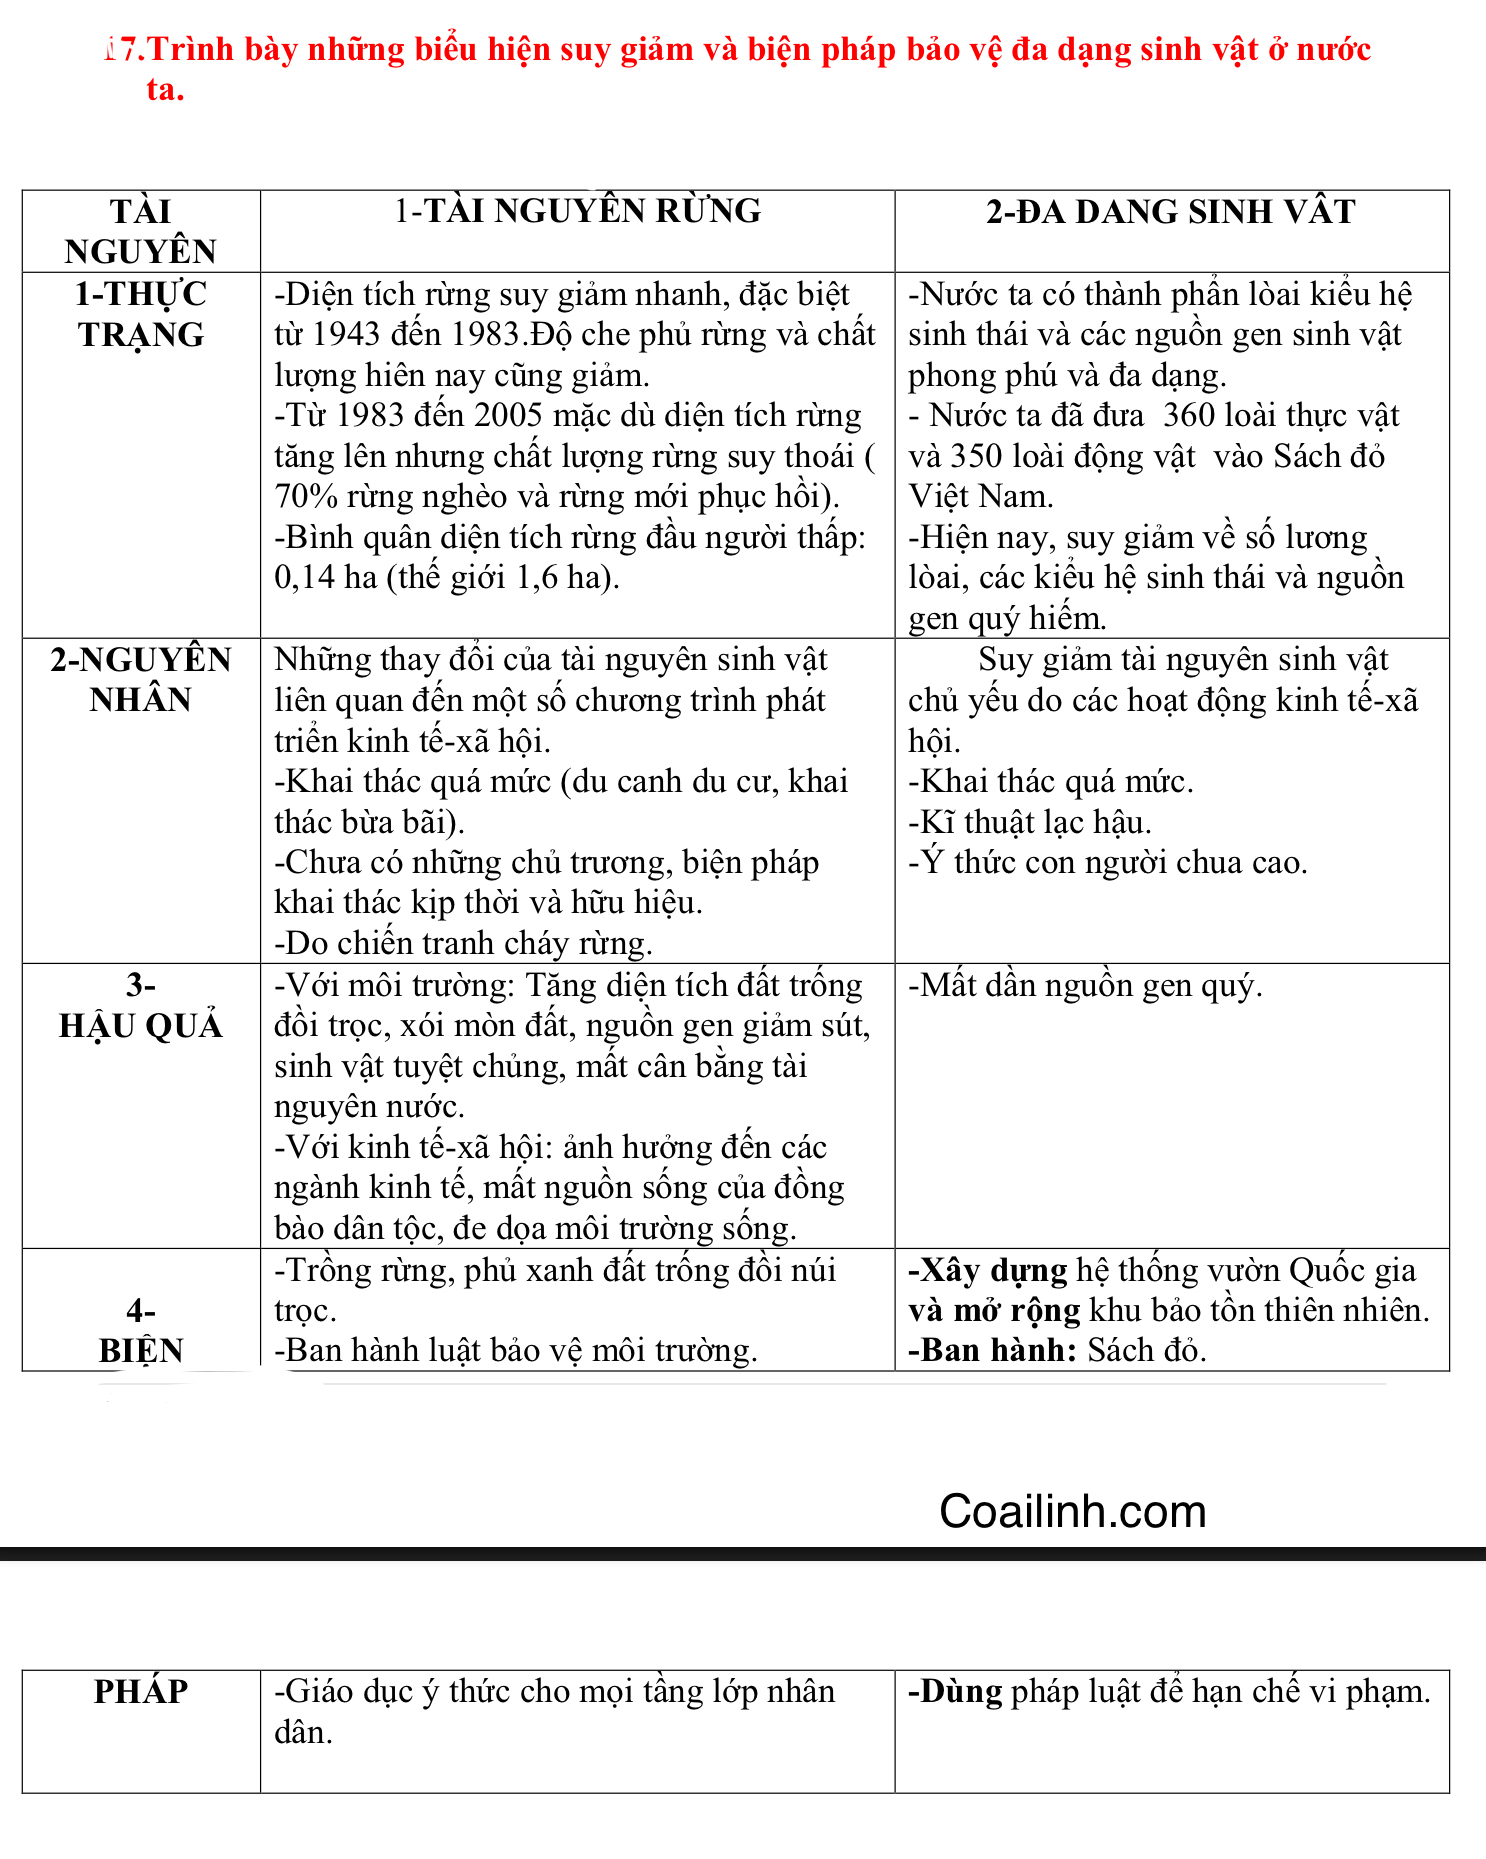 17.Trình bày những biểu hiện suy giảm và biện pháp bảo vệ đa dạng sinh vật ở nước
ta.
TÀI
NGUYÊN
1-TÀI NGUYÊN RỪNG
2-ĐA DANG SINH VÂT
1-THỰC
TRẠNG
-Diện tích rừng suy giảm nhanh, đặc biệt
từ 1943 đến 1983.Độ che phủ rừng và chất
lượng hiên nay cũng giảm.
-Từ 1983 đến 2005 mặc dù diện tích rừng
tăng lên nhưng chất lượng rừng suy thoái (
70% rừng nghèo và rừng mới phục hồi).
-Bình quân diện tích rừng đầu người thấp:
0,14 ha (thế giới 1,6 ha).
-Nước ta có thành phần lòai kiểu hệ
sinh thái và các nguồn gen sinh vật
phong phú và đa dạng.
- Nước ta đã đưa  360 loài thực vật
và 350 loài động vật  vào Sách đỏ
Việt Nam.
-Hiện nay, suy giảm về số lương
lòai, các kiểu hệ sinh thái và nguồn
gen quý hiếm.
2-NGUYÊN
NHÂN
Những thay đổi của tài nguyên sinh vật
liên quan đến một số chương trình phát
triển kinh tế-xã hội.
-Khai thác quá mức (du canh du cư, khai
thác bừa bãi).
-Chưa có những chủ trương, biện pháp
khai thác kịp thời và hữu hiệu.
-Do chiến tranh cháy rừng.
Suy giảm tài nguyên sinh vật
chủ yếu do các hoạt động kinh tế-xã
hội.
-Khai thác quá mức.
-Kĩ thuật lạc hậu.
-Ý thức con người chua cao.
3-
HẬU QUẢ
-Với môi trường: Tăng diện tích đất trống
đồi trọc, xói mòn đất, nguồn gen giảm sút,
sinh vật tuyệt chủng, mất cân bằng tài
nguyên nước.
-Với kinh tế-xã hội: ảnh hưởng đến các
ngành kinh tế, mất nguồn sống của đồng
bào dân tộc, đe dọa môi trường sống.
-Mất dần nguồn gen quý.
4-
BIỆN
-Trồng rừng, phủ xanh đất trống đồi núi
trọc.
-Ban hành luật bảo vệ môi trường.
-Xây dựng hệ thống vườn Quốc gia
và mở rộng khu bảo tồn thiên nhiên.
-Ban hành: Sách đỏ.
Coailinh.com
PHÁP
-Giáo dục ý thức cho mọi tầng lớp nhân
dân.
-Dùng pháp luật để hạn chế vi phạm.